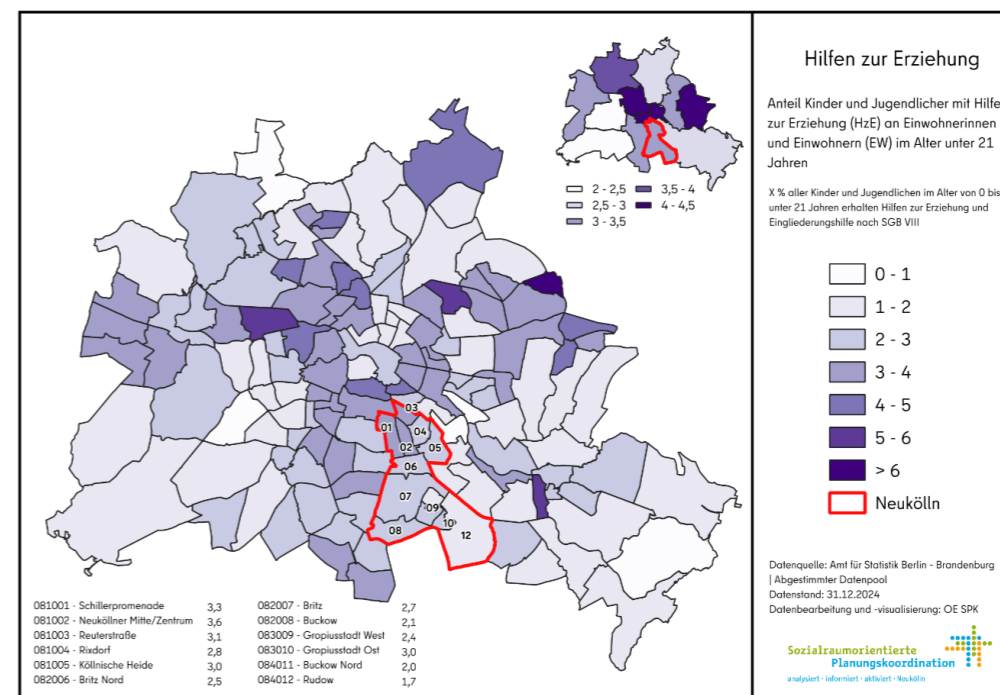 Hilfen zur Erziehung
Anteil Kinder und Jugendlicher mit Hilfe
zur Erziehung (HzE) an Einwohnerinnen
und Einwohnern (EW) im Alter unter 21
Jahren
X % aller Kinder und Jugendlichen im Alter von 0 bis
unter 21 Jahren erhalten Hilfen zur Erziehung und
Eingliederungshilfe nach SGB VIII
2 - 2,5
2,5 - 3
3 - 3,5
3,5 - 4
4 - 4,5
0 - 1
1 - 2
2 - 3
3 - 4
4 - 5
5 - 6
> 6
Neukölln
03
01
04
02
05
06
07
09
10
08
12
081001 - Schillerpromenade 3,3
081002 - Neuköllner Mitte/Zentrum 3,6
081003 - Reuterstraße 3,1
081004 - Rixdorf 2,8
081005 - Köllnische Heide 3,0
082006 - Britz Nord 2,5
082007 - Britz 2,7
082008 - Buckow 2,1
083009 - Gropiusstadt West 2,4
083010 - Gropiusstadt Ost 3,0
084011 - Buckow Nord 2,0
084012 - Rudow 1,7
Datenquelle: Amt für Statistik Berlin - Brandenburg
| Abgestimmter Datenpool
Datenstand: 31.12.2024
Datenbearbeitung und -visualisierung: OE SPK
Sozialraumorientierte
Planungskoordination
analysiert · informiert · aktiviert · Neukölln